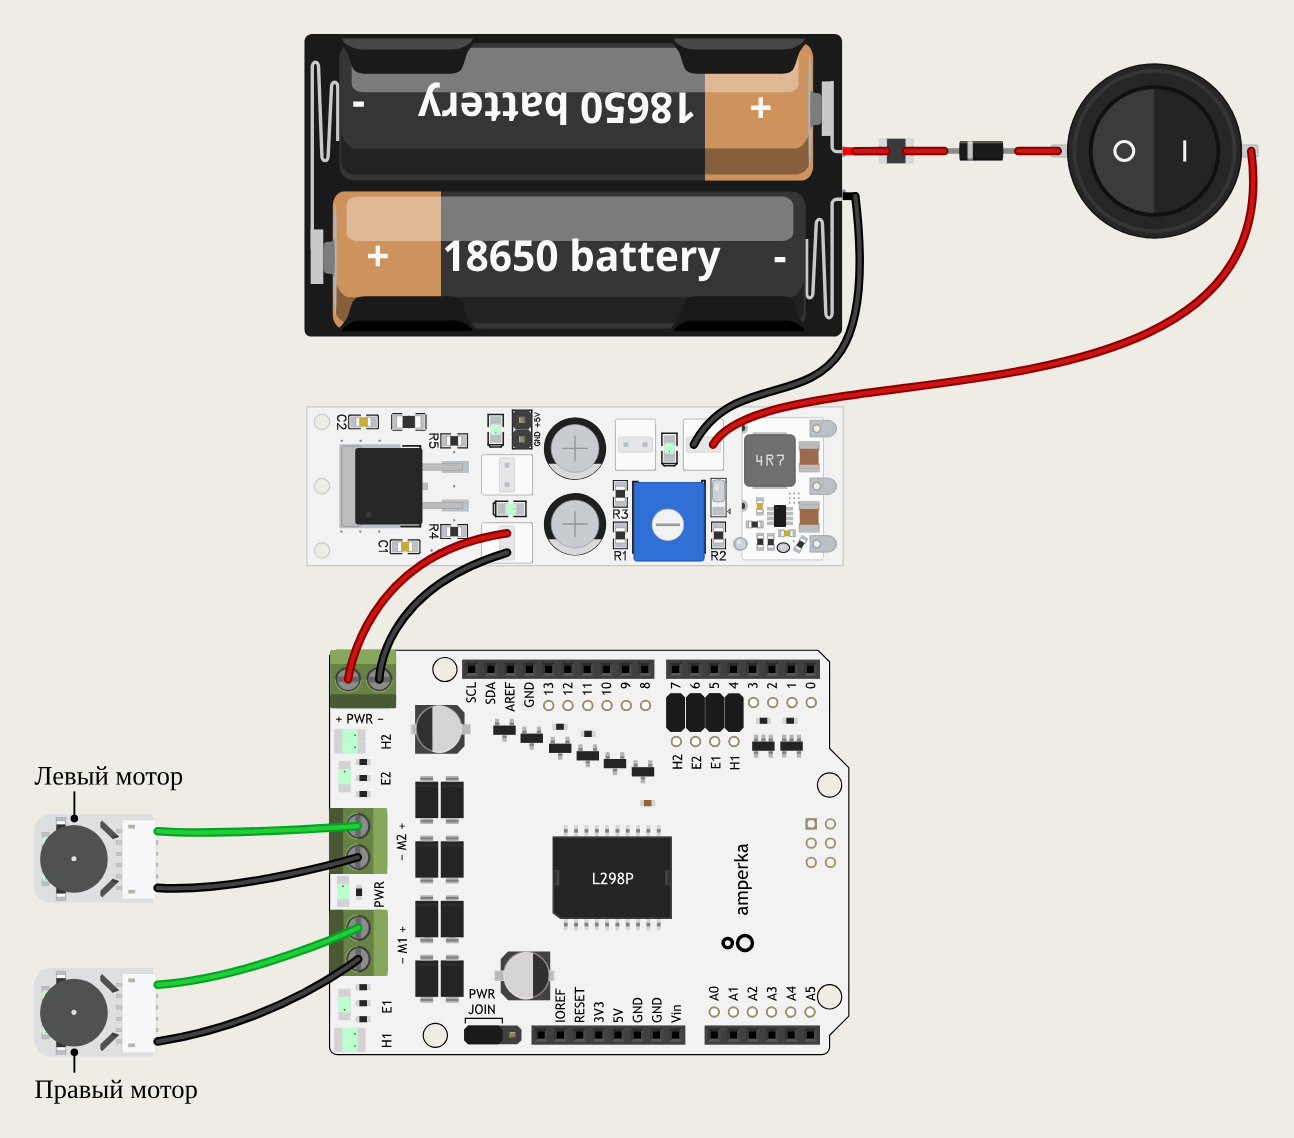 - 18650 battery +
+ 18650 battery -
O I
C2
R5
+5V
GND
4R7
R3
R4
C1
R1
R2
+ PWR -
SCL
SDA
AREF
GND
13
12
11
10
9
8
7
6
5
4
3
2
1
0
H2
E2
E1
H1
H2
E2
Левый мотор
- M2 +
PWR
L298P
amperka
- M1 +
E1
H1
PWR
JOIN
IOREF
RESET
3V3
5V
GND
GND
Vin
A0
A1
A2
A3
A4
A5
Правый мотор